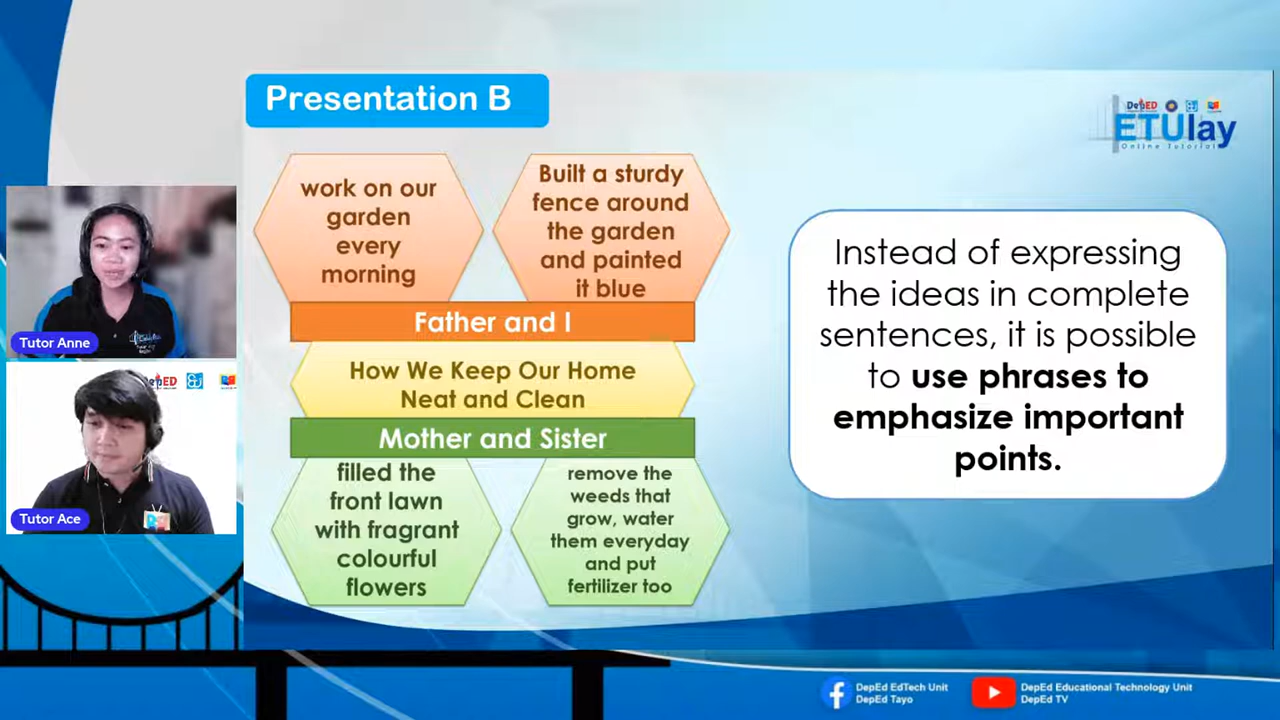 Presentation B
DepED
ETUlay
Online Tutorial
work on our
garden
every
morning
Built a sturdy
fence around
the garden
and painted
it blue
Father and I
How We Keep Our Home
Neat and Clean
Mother and Sister
filled the
front lawn
with fragrant
colourful
flowers
remove the
weeds that
grow, water
them everyday
and put
fertilizer too
Instead of expressing
the ideas in complete
sentences, it is possible
to use phrases to
emphasize important
points.
Tutor Anne
DepED
Tutor Ace
DepEd EdTech Unit
DepEd Tayo
DepEd Educational Technology Unit
DepEd TV